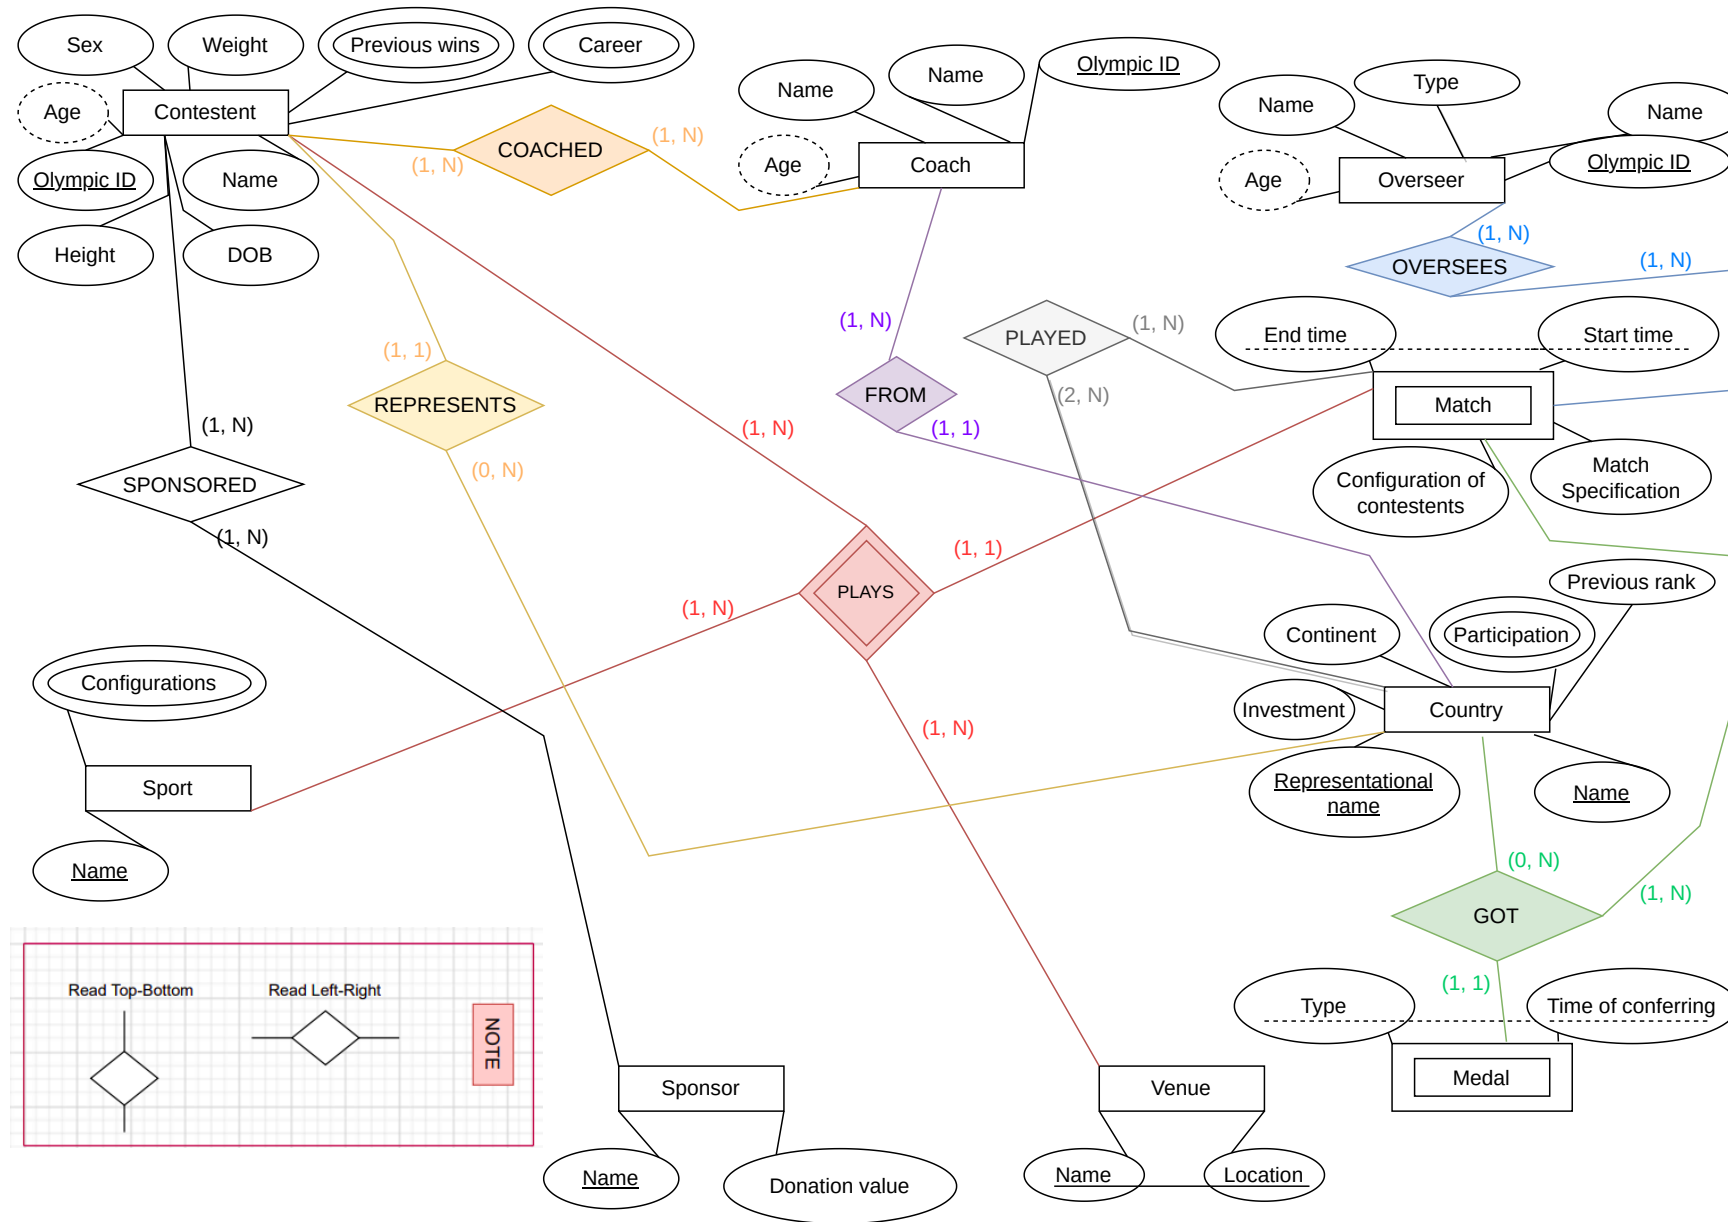 Sex
Weight
Previous wins
Career
Age
Contestent
Olympic ID
Name
Height
DOB
COACHED
(1, N)
(1, N)
Name
Name
Olympic ID
Age
Coach
Name
Type
Name
Olympic ID
Age
Overseer
(1, N)
OVERSEES
(1, N)
(1, N)
FROM
(1, 1)
PLAYED
(1, N)
(2, N)
End time
Start time
Match
Configuration of
contestents
Match
Specification
(1, 1)
REPRESENTS
(0, N)
(1, N)
SPONSORED
(1, N)
(1, N)
(1, 1)
PLAYS
(1, N)
(1, N)
Previous rank
Continent
Participation
Investment
Country
Representational
name
Name
Configurations
Sport
Name
(0, N)
GOT
(1, N)
(1, 1)
Type
Time of conferring
Medal
Read Top-Bottom
Read Left-Right
NOTE
Sponsor
Name
Donation value
Venue
Name
Location